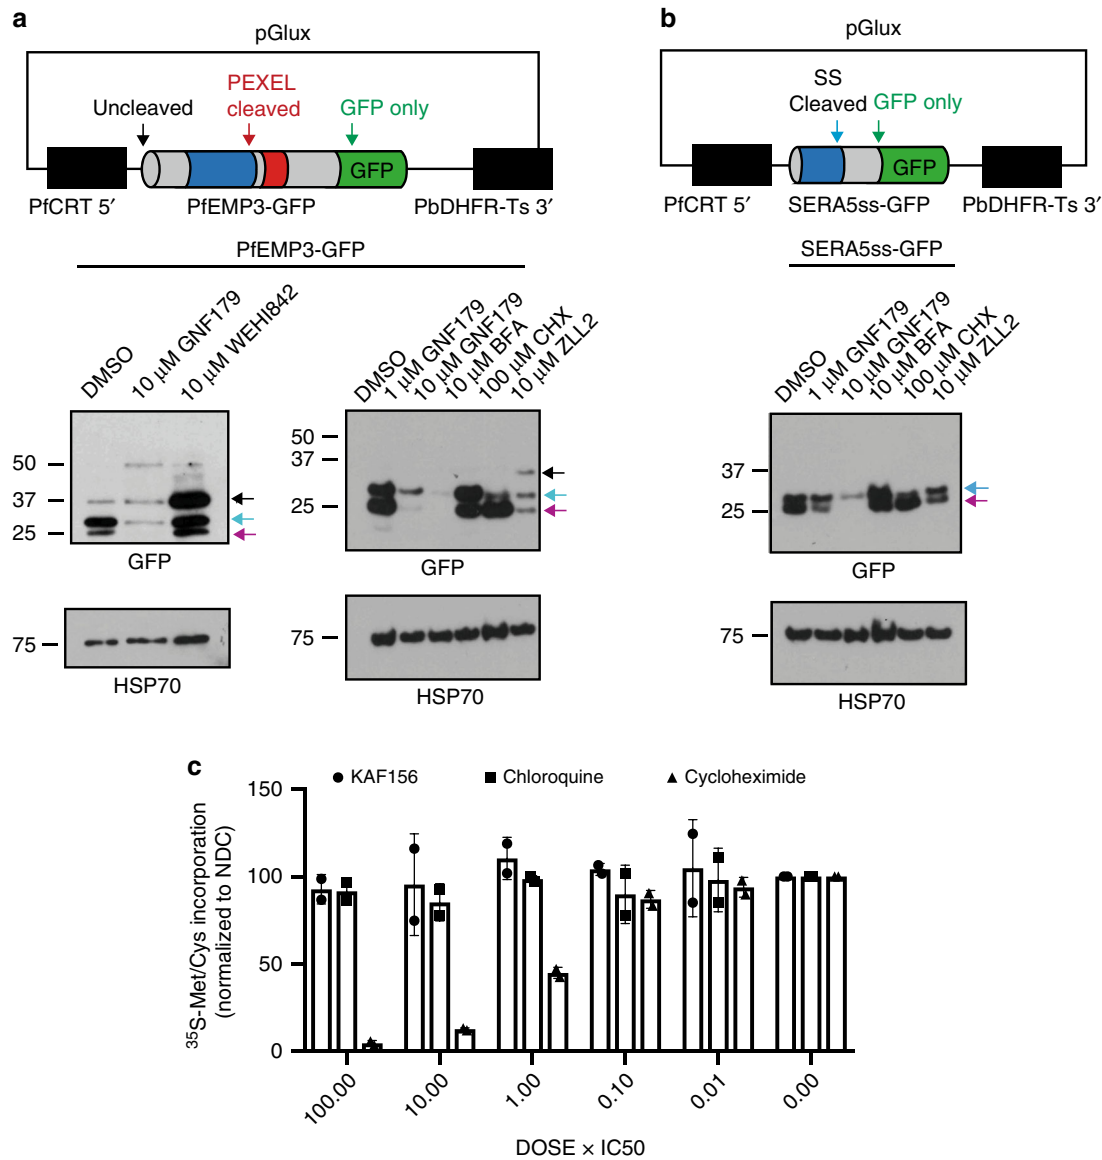 a
pGlux
Uncleaved
PEXEL
cleaved
GFP only
GFP
PfCRT 5′
PfEMP3-GFP
PbDHFR-Ts 3′
PfEMP3-GFP
DMSO
10 μM GNF179
10 μM WEHI842
50
37
25
GFP
75
HSP70
DMSO
1 μM GNF179
10 μM GNF179
10 μM BFA
100 μM CHX
10 μM ZLL2
50
37
25
GFP
75
HSP70
b
pGlux
SS
Cleaved
GFP only
GFP
PfCRT 5′
SERA5ss-GFP
PbDHFR-Ts 3′
SERA5ss-GFP
DMSO
1 μM GNF179
10 μM GNF179
10 μM BFA
100 μM CHX
10 μM ZLL2
37
25
GFP
75
HSP70
c
KAF156
Chloroquine
Cycloheximide
35S-Met/Cys incorporation
(normalized to NDC)
150
100
50
0
100.00
10.00
1.00
0.10
0.01
0.00
DOSE × IC50